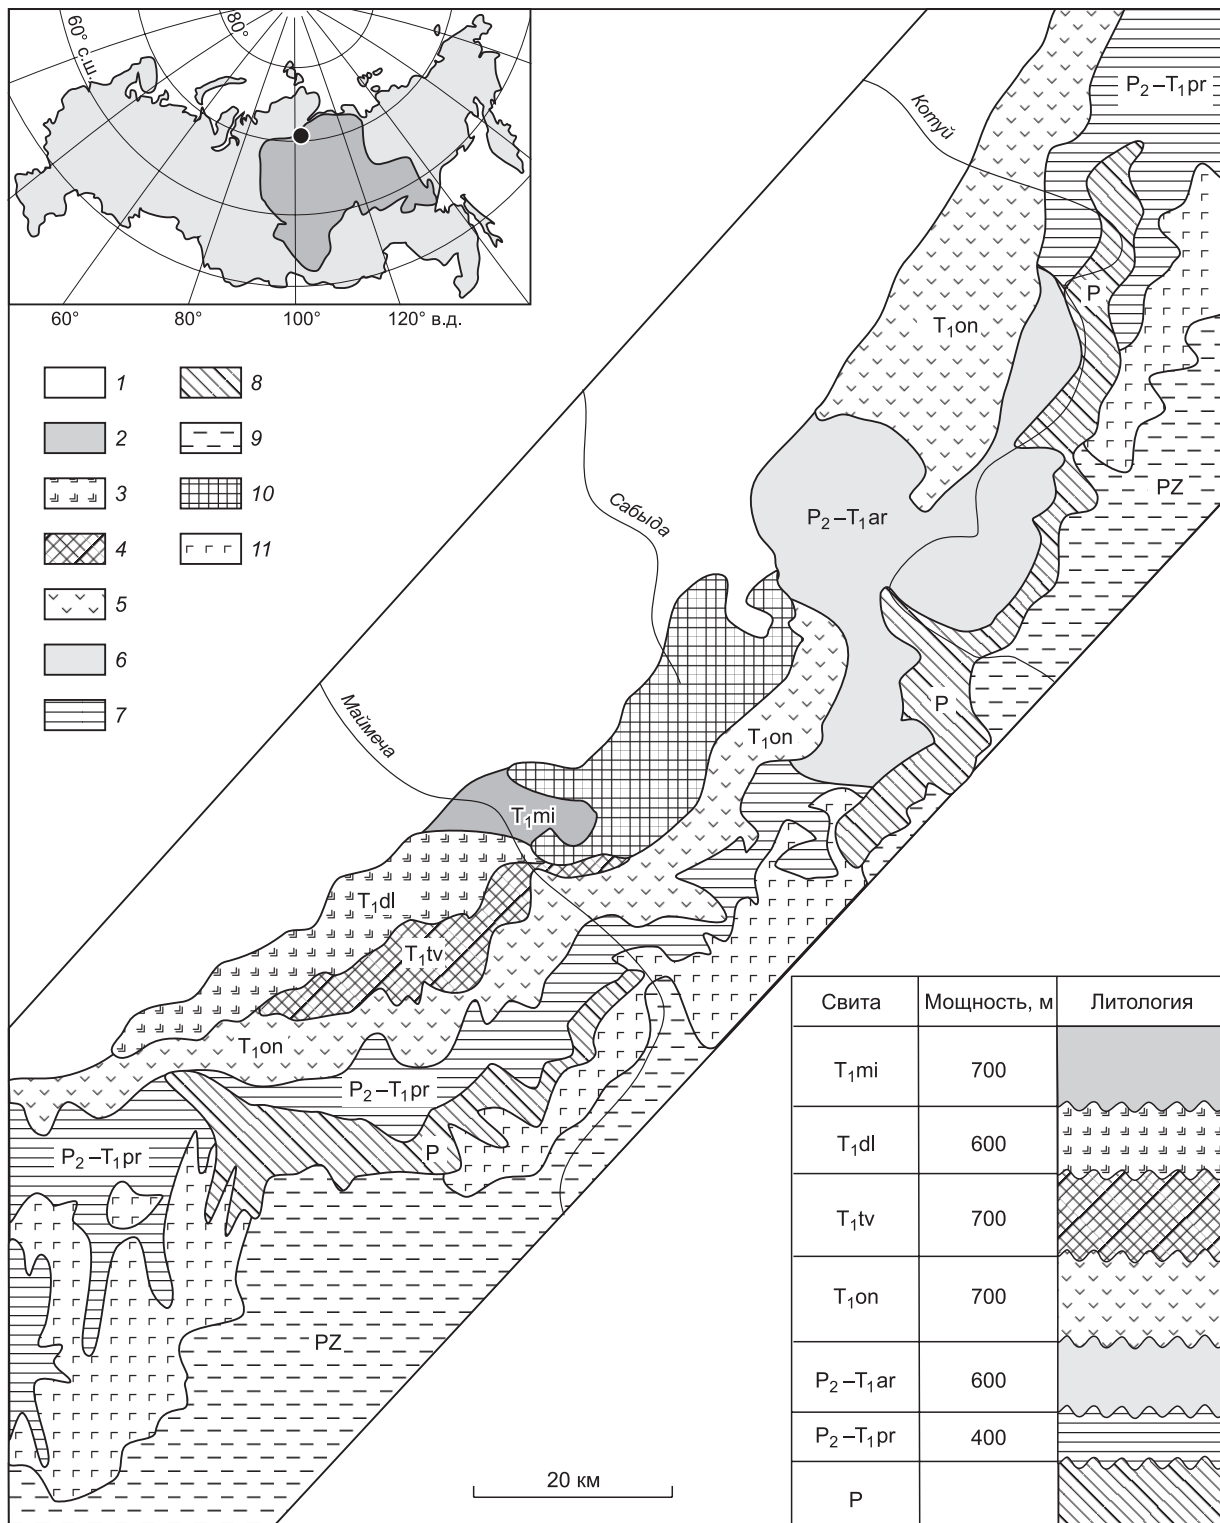 60° с.ш.
80°
60°
80°
100°
120° в.д.
1
2
3
4
5
6
7
8
9
10
11
Котуй
Сабыда
Маймеча
P₂–T₁pr
P
T₁on
PZ
P₂–T₁ar
P
T₁on
T₁mi
T₁dl
T₁tv
T₁on
P₂–T₁pr
P
P₂–T₁pr
PZ
20 км
Свита Мощность, м Литология
T₁mi 700
T₁dl 600
T₁tv 700
T₁on 700
P₂–T₁ar 600
P₂–T₁pr 400
P